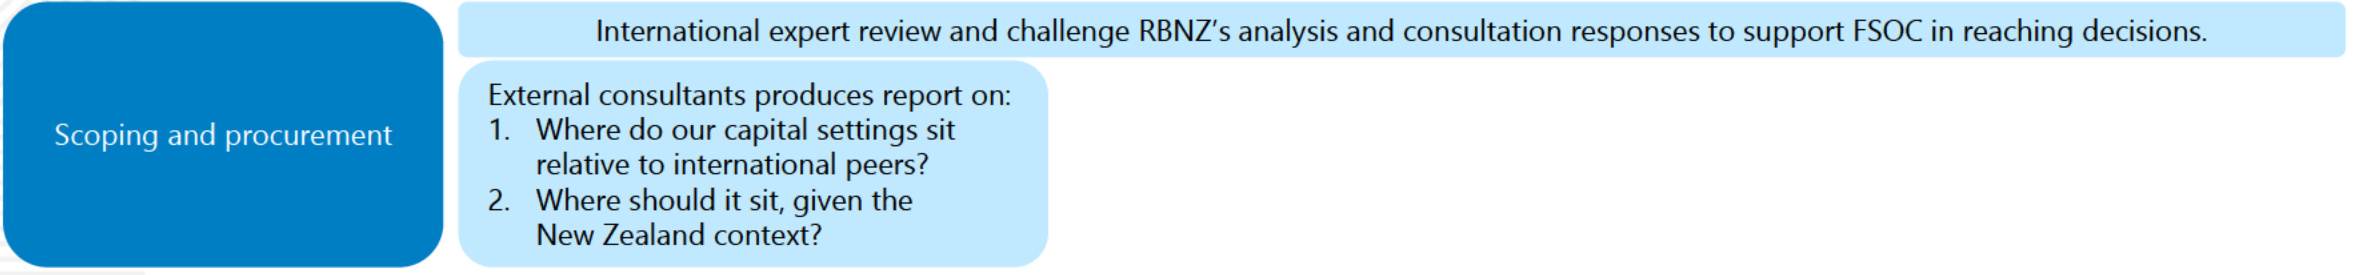 Scoping and procurement
International expert review and challenge RBNZ's analysis and consultation responses to support FSOC in reaching decisions.
External consultants produces report on:
1. Where do our capital settings sit
relative to international peers?
2. Where should it sit, given the
New Zealand context?